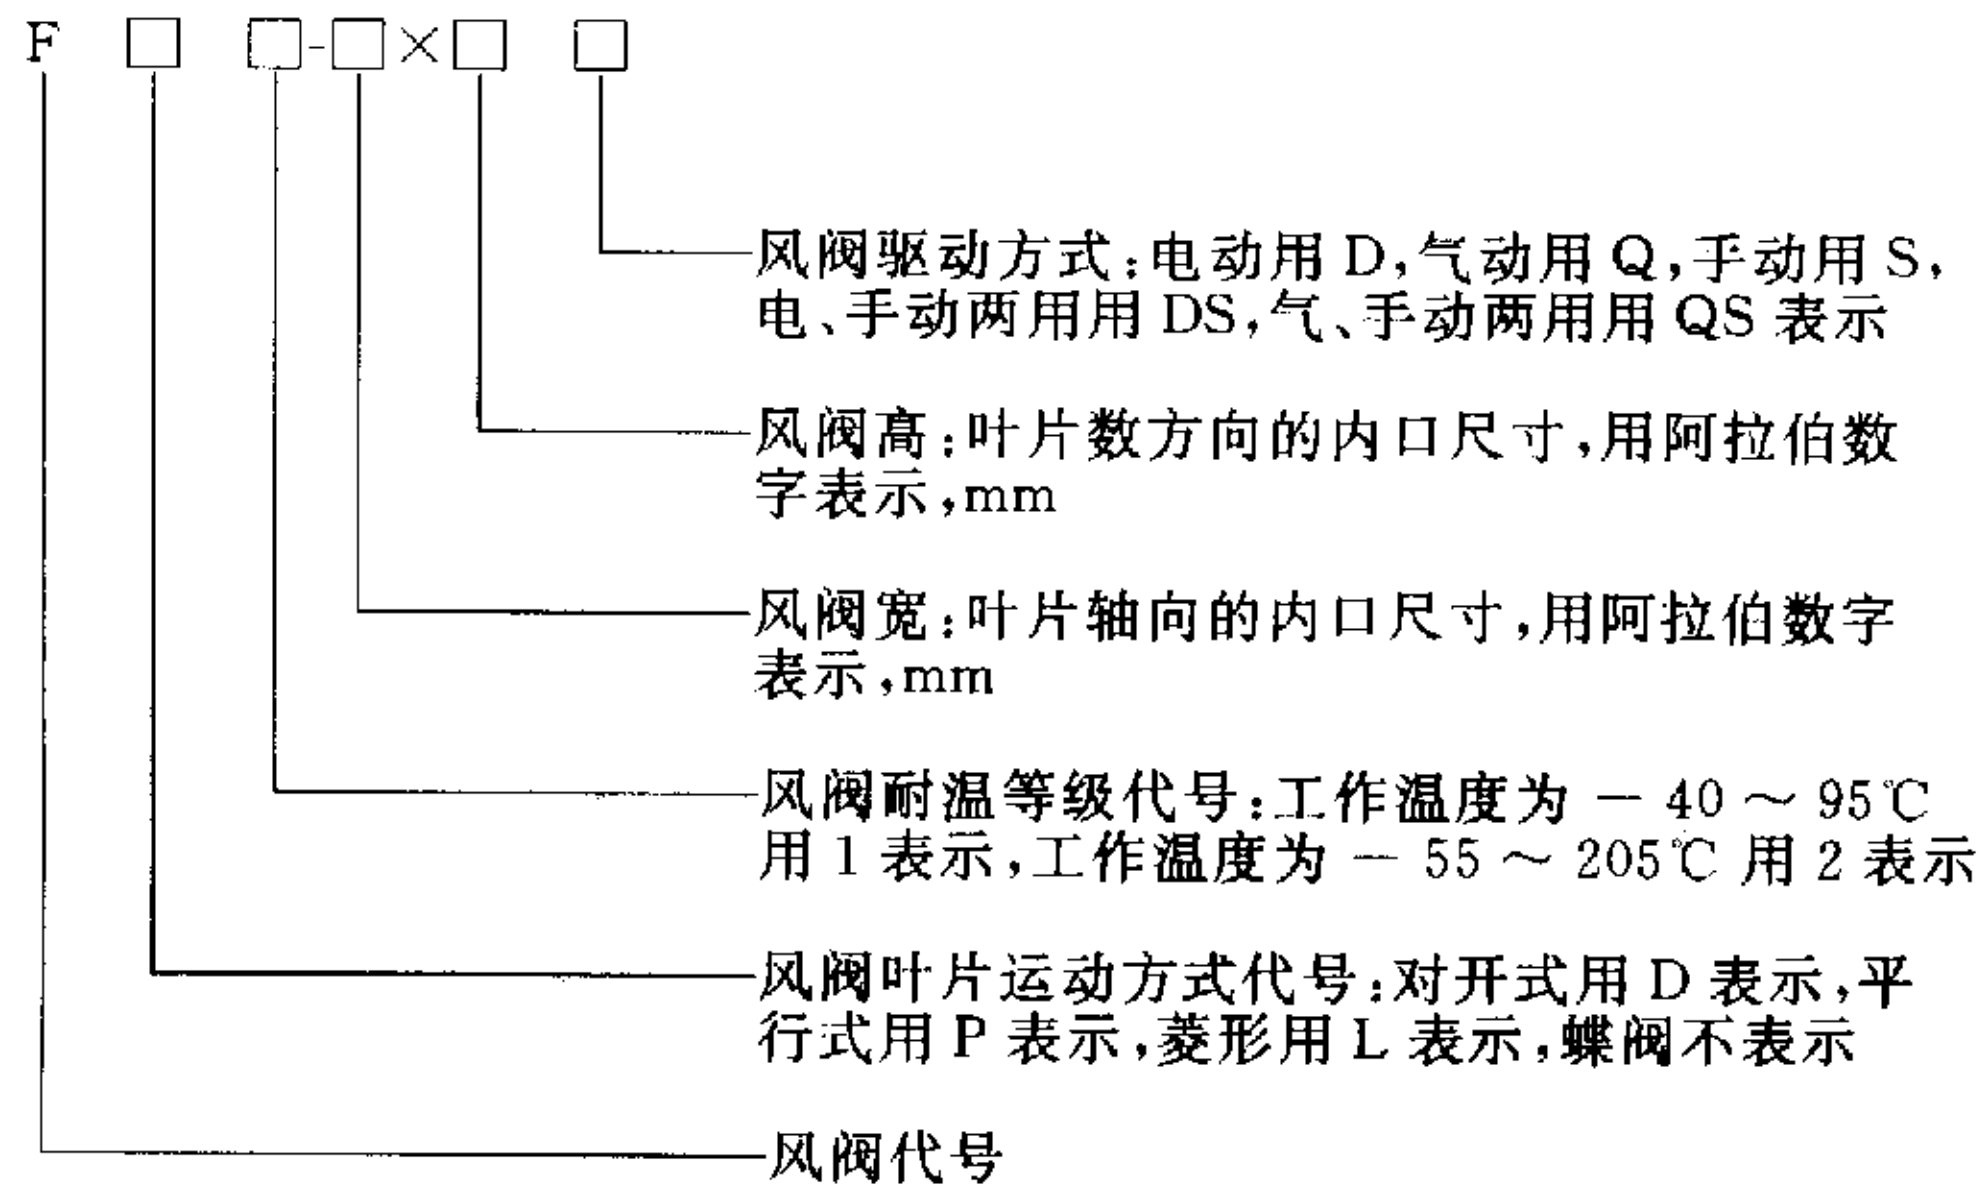 F □ □-□×□ □
风阀驱动方式:电动用 D,气动用 Q,手动用 S,
电、手动两用用 DS,气、手动两用用 QS 表示
风阀高:叶片数方向的内口尺寸,用阿拉伯数
字表示,mm
风阀宽:叶片轴向的内口尺寸,用阿拉伯数字
表示,mm
风阀耐温等级代号:工作温度为 - 40 ~ 95℃
用 1 表示,工作温度为 - 55 ~ 205℃ 用 2 表示
风阀叶片运动方式代号:对开式用 D 表示,平
行式用 P 表示,菱形用 L 表示,蝶阀不表示
风阀代号